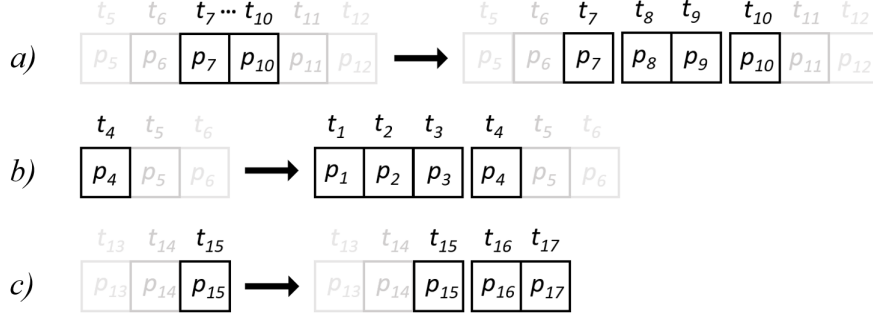 t5 t6 t7 ··· t10 t11 t12 t5 t6 t7 t8 t9 t10 t11 t12
a) p5 p6 p7 p10 p11 p12 p5 p6 p7 p8 p9 p10 p11 p12
t4 t5 t6 t1 t2 t3 t4 t5 t6
b) p4 p5 p6 p1 p2 p3 p4 p5 p6
t13 t14 t15 t13 t14 t15 t16 t17
c) p13 p14 p15 p13 p14 p15 p16 p17